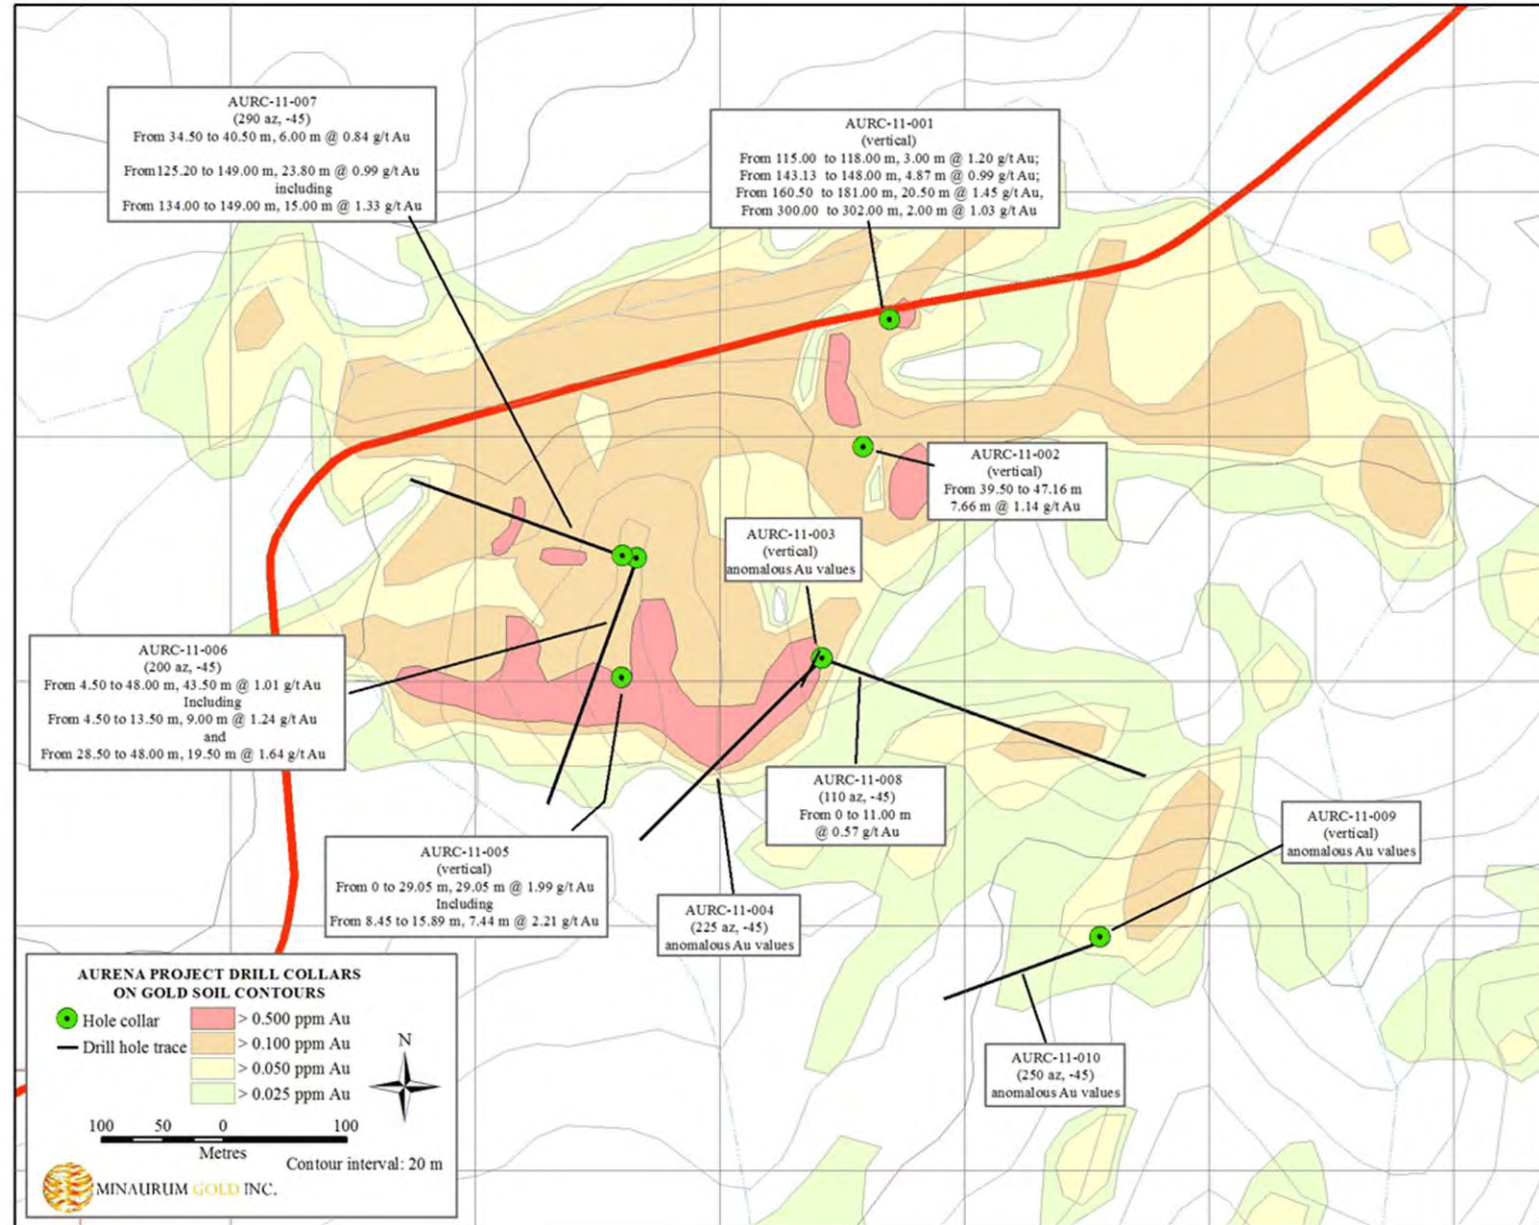 AURC-11-007
(290 az, -45)
From 34.50 to 40.50 m, 6.00 m @ 0.84 g/t Au
From125.20 to 149.00 m, 23.80 m @ 0.99 g/t Au
including
From 134.00 to 149.00 m, 15.00 m @ 1.33 g/t Au
AURC-11-001
(vertical)
From 115.00 to 118.00 m, 3.00 m @ 1.20 g/t Au;
From 143.13 to 148.00 m, 4.87 m @ 0.99 g/t Au;
From 160.50 to 181.00 m, 20.50 m @ 1.45 g/t Au,
From 300.00 to 302.00 m, 2.00 m @ 1.03 g/t Au
AURC-11-002
(vertical)
From 39.50 to 47.16 m
7.66 m @ 1.14 g/t Au
AURC-11-003
(vertical)
anomalous Au values
AURC-11-006
(200 az, -45)
From 4.50 to 48.00 m, 43.50 m @ 1.01 g/t Au
Including
From 4.50 to 13.50 m, 9.00 m @ 1.24 g/t Au
and
From 28.50 to 48.00 m, 19.50 m @ 1.64 g/t Au
AURC-11-008
(110 az, -45)
From 0 to 11.00 m
@ 0.57 g/t Au
AURC-11-009
(vertical)
anomalous Au values
AURC-11-005
(vertical)
From 0 to 29.05 m, 29.05 m @ 1.99 g/t Au
Including
From 8.45 to 15.89 m, 7.44 m @ 2.21 g/t Au
AURC-11-004
(225 az, -45)
anomalous Au values
AURC-11-010
(250 az, -45)
anomalous Au values
AURENA PROJECT DRILL COLLARS
ON GOLD SOIL CONTOURS
Hole collar
Drill hole trace
> 0.500 ppm Au
> 0.100 ppm Au
> 0.050 ppm Au
> 0.025 ppm Au
N
100 50 0 100
Metres
Contour interval: 20 m
MINAURUM GOLD INC.